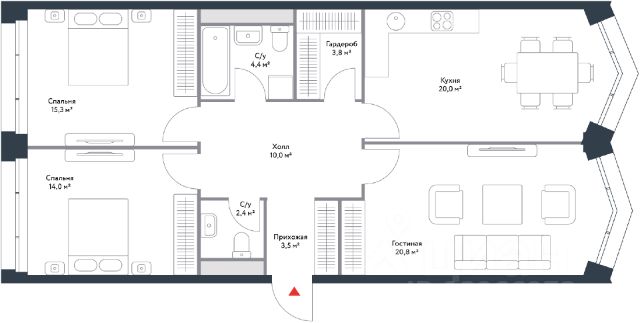 С/у
4,4 м²
Гардероб
3,8 м²
Кухня
20,0 м²
Спальня
15,3 м²
Холл
10,0 м²
Спальня
14,0 м²
С/у
2,4 м²
Прихожая
3,5 м²
Гостиная
20,8 м²